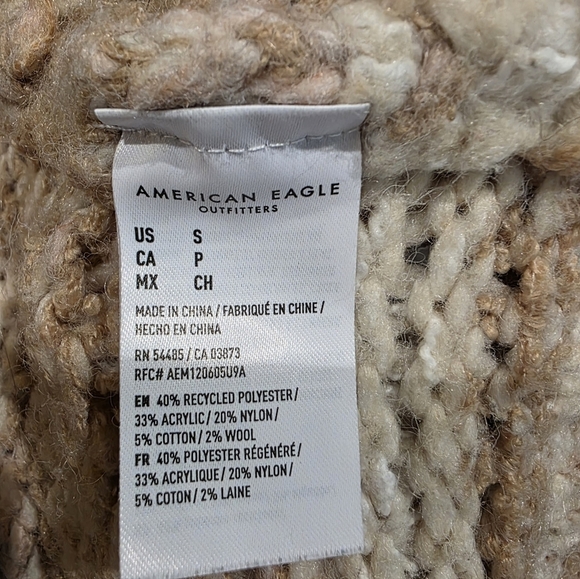 AMERICAN EAGLE
OUTFITTERS
US S
CA P
MX CH
MADE IN CHINA / FABRIQUÉ EN CHINE /
HECHO EN CHINA
RN 54485 / CA 03873
RFC# AEM120605U9A
EN 40% RECYCLED POLYESTER /
33% ACRYLIC / 20% NYLON /
5% COTTON / 2% WOOL
FR 40% POLYESTER RÉGÉNÉRÉ /
33% ACRYLIQUE / 20% NYLON /
5% COTON / 2% LAINE